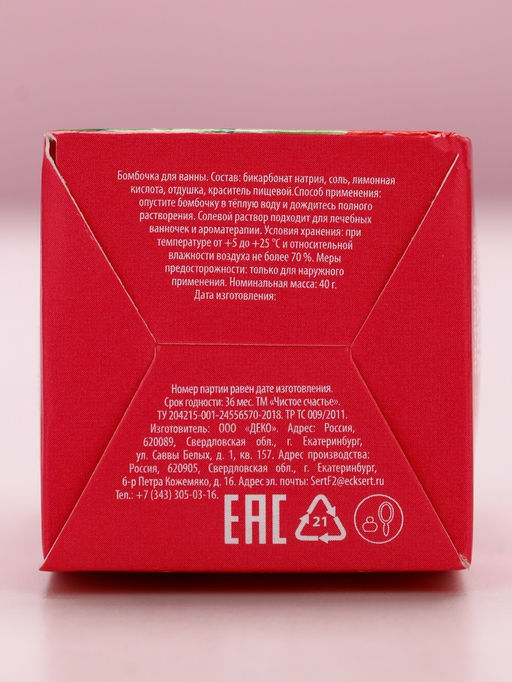 Бомбочка для ванны. Состав: бикарбонат натрия, соль, лимонная
кислота, отдушка, краситель пищевой.Способ применения:
опустите бомбочку в тёплую воду и дождитесь полного
растворения. Солевой раствор подходит для лечебных
ванночек и ароматерапии. Условия хранения: при
температуре от +5 до +25 °C и относительной
влажности воздуха не более 70 %. Меры
предосторожности: только для наружного
применения. Номинальная масса: 40 г.
Дата изготовления:
Номер партии равен дате изготовления.
Срок годности: 36 мес. ТМ «Чистое счастье».
ТУ 204215-001-24556570-2018. ТР ТС 009/2011.
Изготовитель: ООО «ДЕКО». Адрес: Россия,
620089, Свердловская обл., г. Екатеринбург,
ул. Саввы Белых, д. 1, кв. 157. Адрес производства:
Россия, 620905, Свердловская обл., г. Екатеринбург,
б-р Петра Кожемяко, д. 16. Адрес эл. почты: SertF2@ecksert.ru
Тел.: +7 (343) 305-03-16.
EAC 21